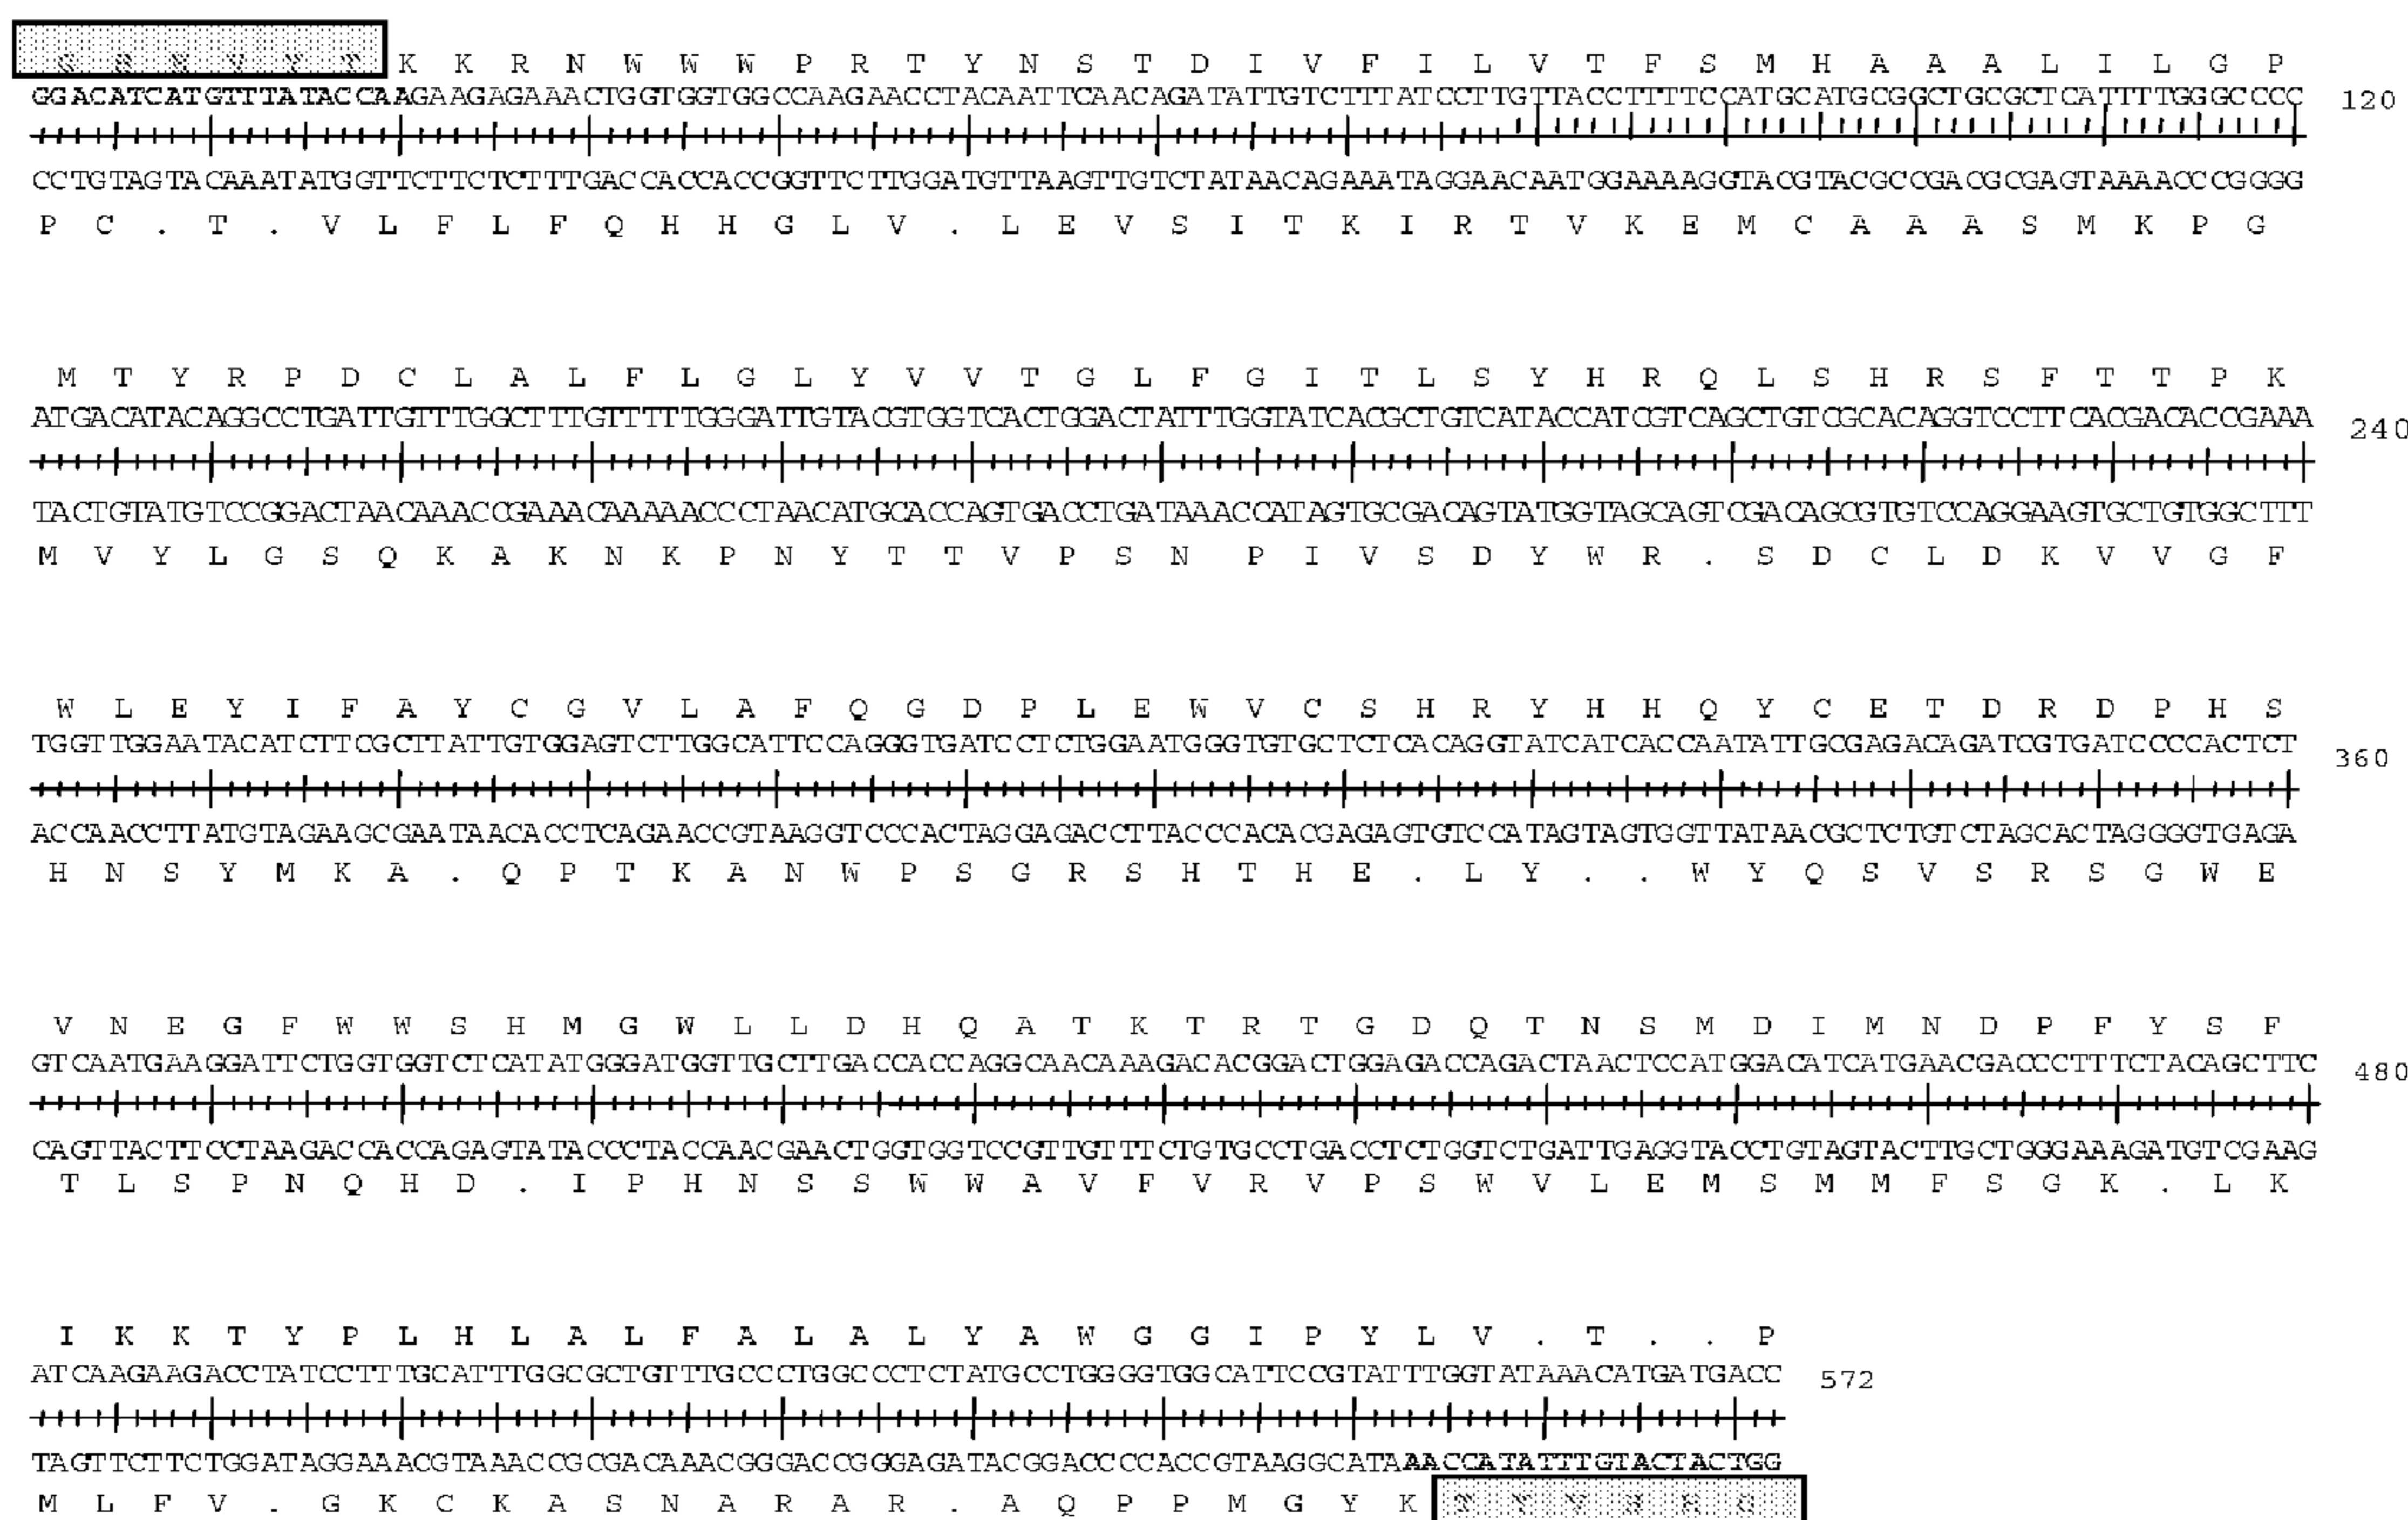 K K R N W W W P R T Y N S T D I V F I L V T F S M H A A A L I L G P
GGACATCATGTTTATACCAAGAAGAGAAACTGGTGGTGGCCAAGAACCTACAATTCAACAGATATTGTCTTTATCCTTGTTACCTTTTCCATGCATGCGGCTGCGCTCATTTTGGGCCCC 120
CCTGTAGTACAAATATGGTTCTTCTCTTTGACCACCACCGGTTCTTGGATGTTAAGTTGTCTATAACAGAAATAGGAACAATGGAAAAGGTACGTACGCCGACGCGAGTAAAACCCGGGG
P C . T . V L F L F Q H H G L V . L E V S I T K I R T V K E M C A A A S M K P G
M T Y R P D C L A L F L G L Y V V T G L F G I T L S Y H R Q L S H R S F T T P K
ATGACATACAGGCCTGATTGTTTGGCTTTGTTTTTGGGATTGTACGTGGTCACTGGACTATTTGGTATCACGCTGTCATACCATCGTCAGCTGTCGCACAGGTCCTTCACGACACCGAAA 240
TACTGTATGTCCGGACTAACAAACCGAAACAAAAACCCTAACATGCACCAGTGACCTGATAAACCATAGTGCGACAGTATGGTAGCAGTCGACAGCGTGTCCAGGAAGTGCTGTGGCTTT
M V Y L G S Q K A K N K P N Y T T V P S N P I V S D Y W R . S D C L D K V V G F
W L E Y I F A Y C G V L A F Q G D P L E W V C S H R Y H H Q Y C E T D R D P H S
TGGTTGGAATACATCTTCGCTTATTGTGGAGTCTTGGCATTCCAGGGTGATCCTCTGGAATGGGTGTGCTCTCACAGGTATCATCACCAATATTGCGAGACAGATCGTGATCCCCACTCT 360
ACCAACCTTATGTAGAAGCGAATAACACCTCAGAACCGTAAGGTCCCACTAGGAGACCTTACCCACACGAGAGTGTCCATAGTAGTGGTTATAACGCTCTGTCTAGCACTAGGGGTGAGA
H N S Y M K A . Q P T K A N W P S G R S H T H E . L Y . . W Y Q S V S R S G W E
V N E G F W W S H M G W L L D H Q A T K T R T G D Q T N S M D I M N D P F Y S F
GTCAATGAAGGATTCTGGTGGTCTCATATGGGATGGTTGCTTGACCACCAGGCAACAAAGACACGGACTGGAGACCAGACTAACTCCATGGACATCATGAACGACCCTTTCTACAGCTTC 480
CAGTTACTTCCTAAGACCACCAGAGTATACCCTACCAACGAACTGGTGGTCCGTTGTTTCTGTGCCTGACCTCTGGTCTGATTGAGGTACCTGTAGTACTTGCTGGGAAAGATGTCGAAG
T L S P N Q H D . I P H N S S W W A V F V R V P S W V L E M S M M F S G K . L K
I K K T Y P L H L A L F A L A L Y A W G G I P Y L V . T . . P
ATCAAGAAGACCTATCCTTTGCATTTGGCGCTGTTTGCCCTGGCCCTCTATGCCTGGGGTGGCATTCCGTATTTGGTATAAACATGATGACC 572
TAGTTCTTCTGGATAGGAAACGTAAACCGCGACAAACGGGACCGGGAGATACGGACCCCACCGTAAGGCATAAACCATATTTGTACTACTGG
M L F V . G K C K A S N A R A R . A Q P P M G Y K